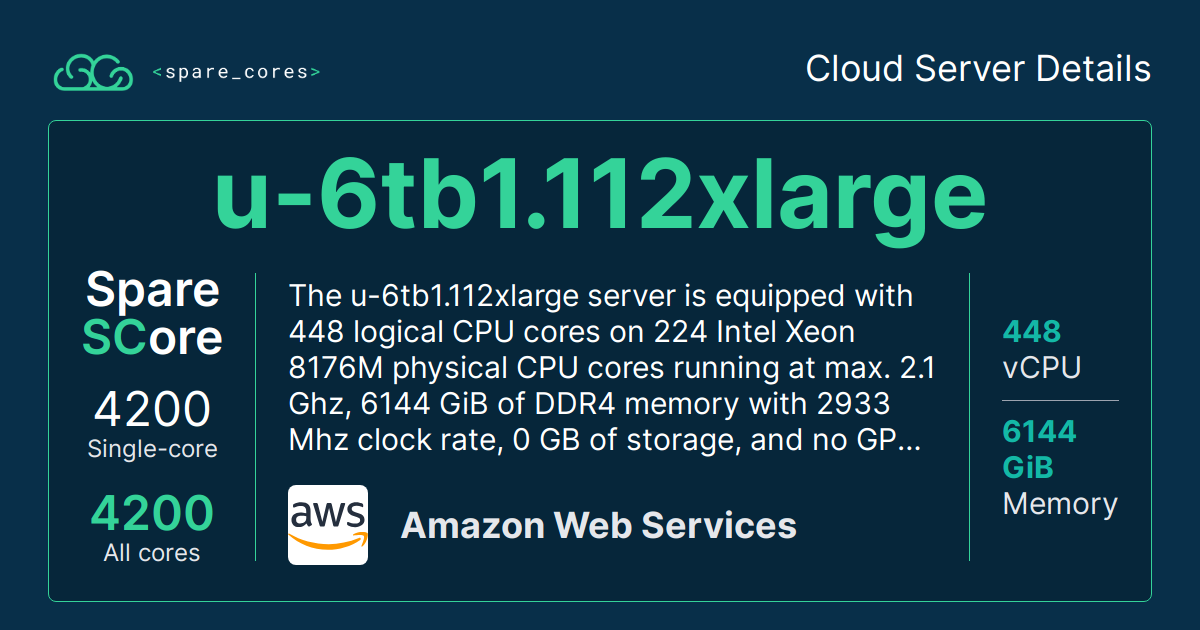 <spare_cores>
Cloud Server Details
u-6tb1.112xlarge
Spare
SCore
4200
Single-core
4200
All cores
The u-6tb1.112xlarge server is equipped with
448 logical CPU cores on 224 Intel Xeon
8176M physical CPU cores running at max. 2.1
Ghz, 6144 GiB of DDR4 memory with 2933
Mhz clock rate, 0 GB of storage, and no GP...
aws
Amazon Web Services
448
vCPU
6144
GiB
Memory